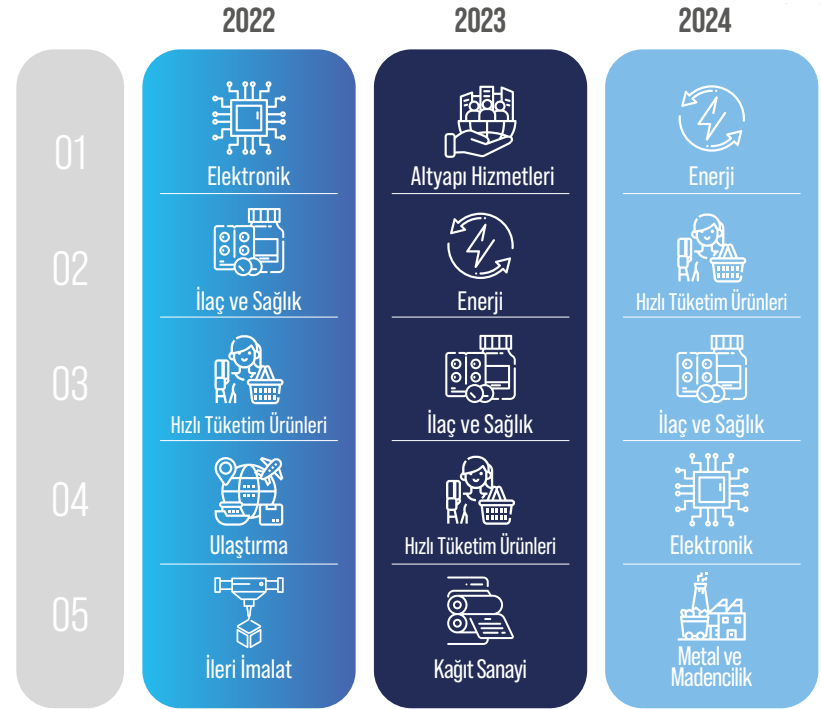 2022 2023 2024
01
Elektronik
Altyapı Hizmetleri
Enerji
02
İlaç ve Sağlık
Enerji
Hızlı Tüketim Ürünleri
03
Hızlı Tüketim Ürünleri
İlaç ve Sağlık
İlaç ve Sağlık
04
Ulaştırma
Hızlı Tüketim Ürünleri
Elektronik
05
İleri İmalat
Kağıt Sanayi
Metal ve
Madencilik